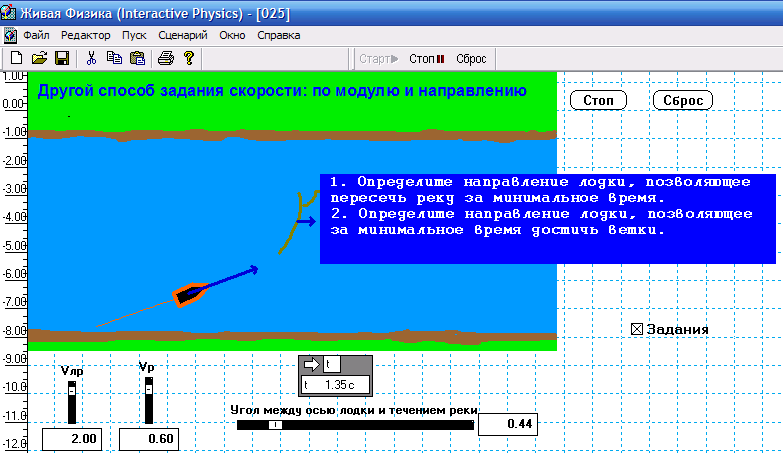 Живая Физика (Interactive Physics) - [025]
Файл Редактор Пуск Сценарий Окно Справка
Старт Стоп Сброс
Другой способ задания скорости: по модулю и направлению
Стоп Сброс
1. Определите направление лодки, позволяющее
пересечь реку за минимальное время.
2. Определите направление лодки, позволяющее
за минимальное время достичь ветки.
Задания
1.00
0.00
-1.00
-2.00
-3.00
-4.00
-5.00
-6.00
-7.00
-8.00
-9.00
-10.0
-11.0
-12.0
t
t 1.35 с
Vлр
Vр
2.00
0.60
Угол между осью лодки и течением реки
0.44